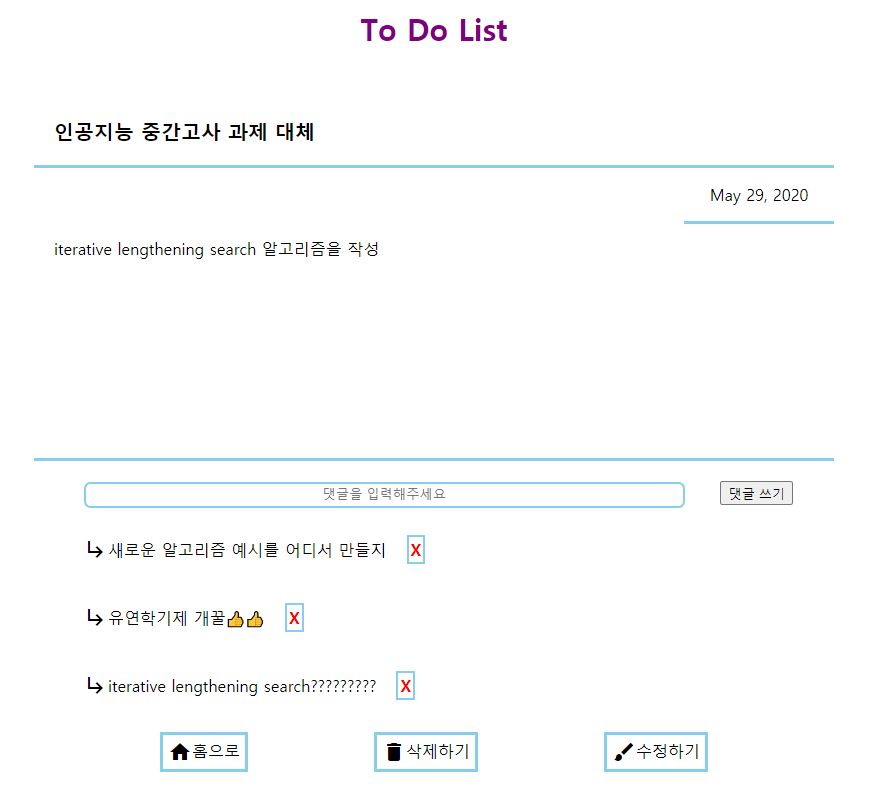 To Do List
인공지능 중간고사 과제 대체
May 29, 2020
iterative lengthening search 알고리즘을 작성
댓글을 입력해주세요 댓글 쓰기
새로운 알고리즘 예시를 어디서 만들지 X
유연학기제 개꿀👍👍 X
iterative lengthening search????????? X
홈으로 삭제하기 수정하기